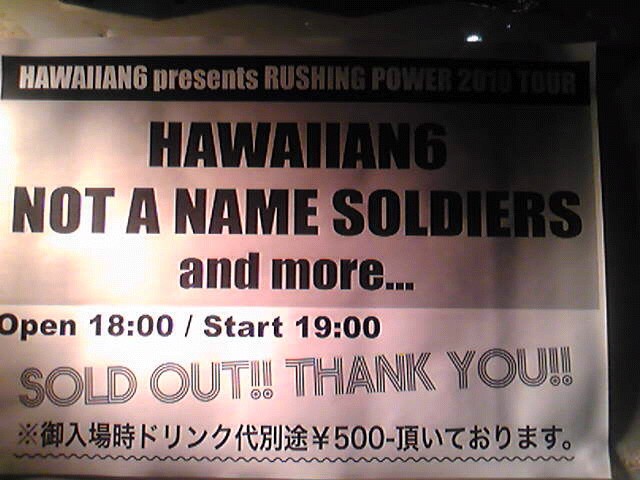 HAWAIIAN6 presents RUSHING POWER 2010 TOUR
HAWAIIAN6
NOT A NAME SOLDIERS
and more...
Open 18:00 / Start 19:00
SOLD OUT!! THANK YOU!!
※御入場時ドリンク代別途¥500-頂いております。